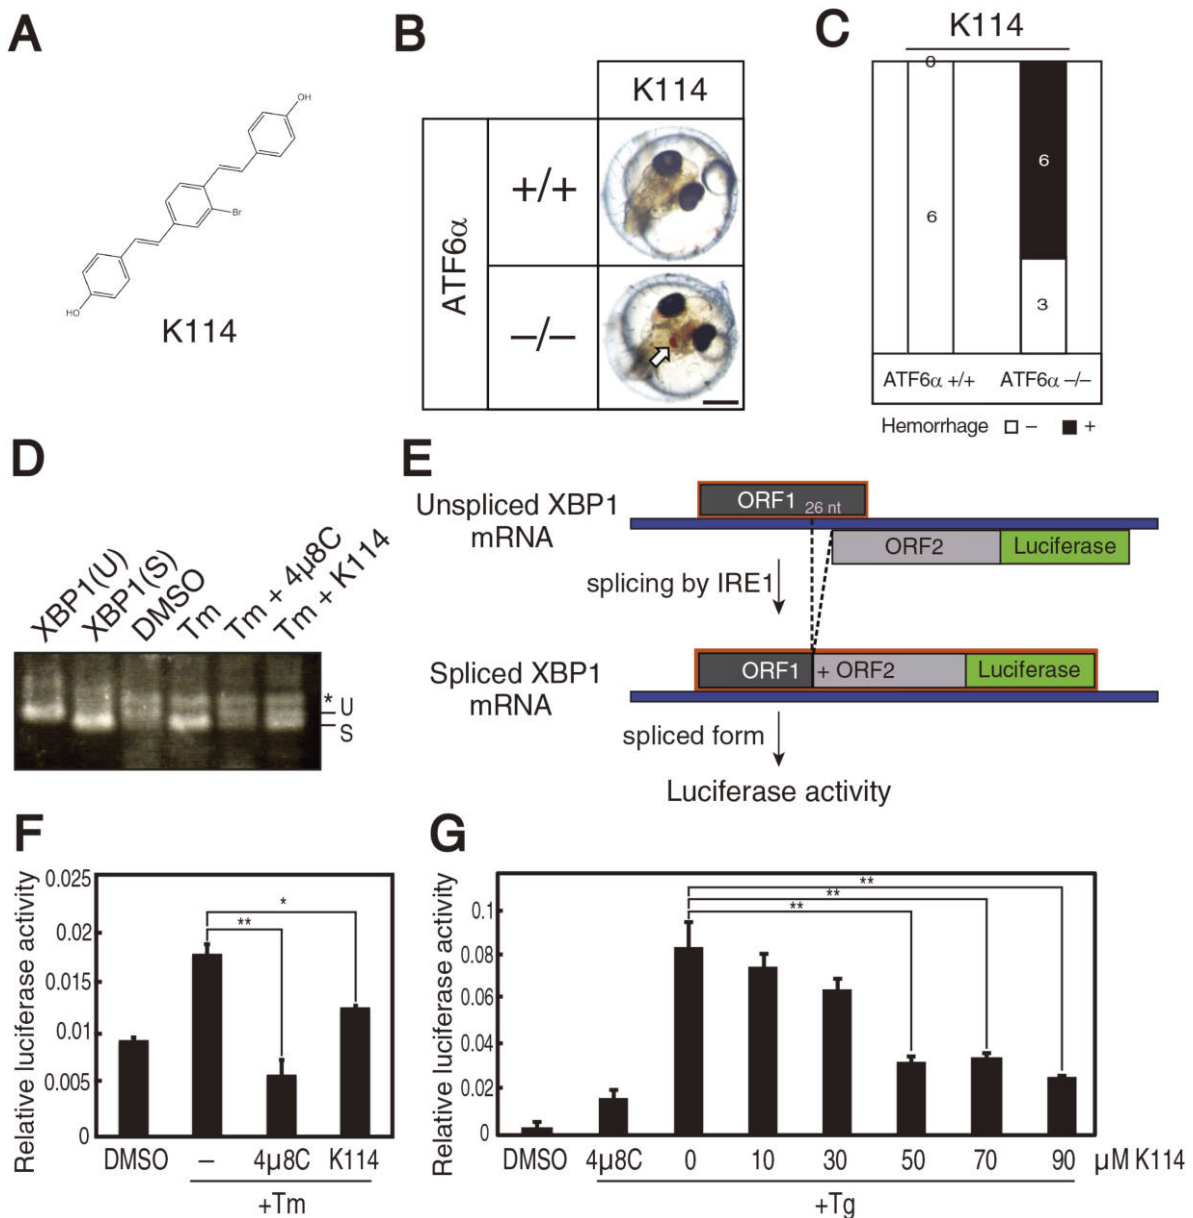 A
OH
Br
HO
K114
B
K114
ATF6α
+/+
–/–
C
K114
0
6
6
3
ATF6α +/+
ATF6α –/–
Hemorrhage – +
D
XBP1(U)
XBP1(S)
DMSO
Tm
Tm + 4μ8C
Tm + K114
*
U
S
E
Unspliced XBP1
mRNA
ORF1
26 nt
ORF2
Luciferase
splicing by IRE1
Spliced XBP1
mRNA
ORF1 + ORF2
Luciferase
spliced form
Luciferase activity
F
Relative luciferase activity
0.025
0.02
0.015
0.01
0.005
0
*
**
DMSO – 4μ8C K114
+Tm
G
Relative luciferase activity
0.1
0.08
0.06
0.04
0.02
0
**
**
**
DMSO 4μ8C 0 10 30 50 70 90 μM K114
+Tg